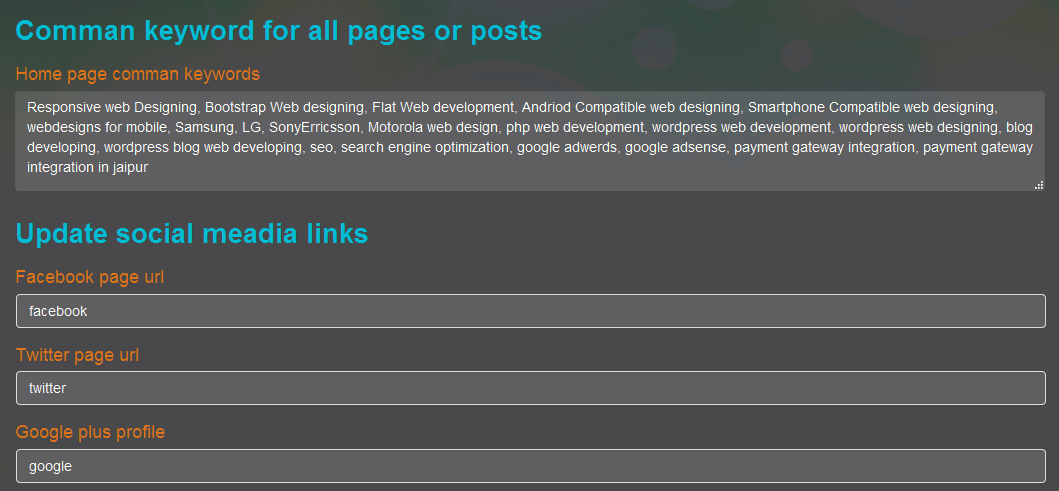 Comman keyword for all pages or posts
Home page comman keywords
Responsive web Designing, Bootstrap Web designing, Flat Web development, Andriod Compatible web designing, Smartphone Compatible web designing,
webdesigns for mobile, Samsung, LG, SonyErricsson, Motorola web design, php web development, wordpress web development, wordpress web designing, blog
developing, wordpress blog web developing, seo, search engine optimization, google adwerds, google adsense, payment gateway integration, payment gateway
integration in jaipur
Update social meadia links
Facebook page url
facebook
Twitter page url
twitter
Google plus profile
google